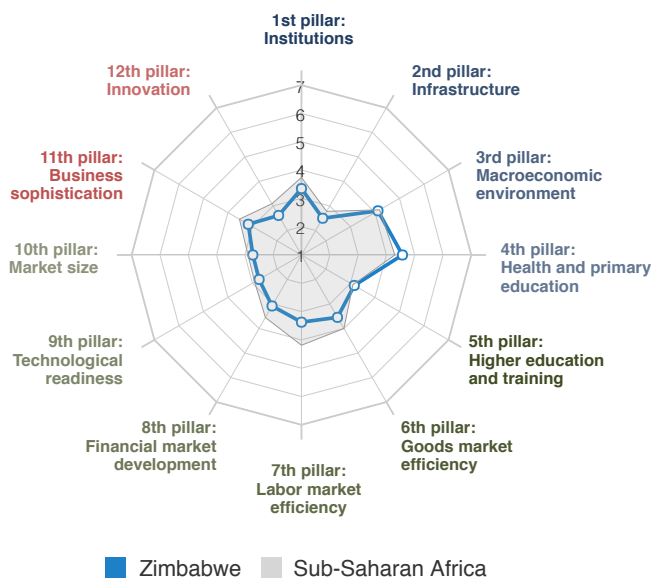 1st pillar:
Institutions
2nd pillar:
Infrastructure
3rd pillar:
Macroeconomic
environment
4th pillar:
Health and primary
education
5th pillar:
Higher education
and training
6th pillar:
Goods market
efficiency
7th pillar:
Labor market
efficiency
8th pillar:
Financial market
development
9th pillar:
Technological
readiness
10th pillar:
Market size
11th pillar:
Business
sophistication
12th pillar:
Innovation
7
6
5
4
3
2
1
Zimbabwe
Sub-Saharan Africa